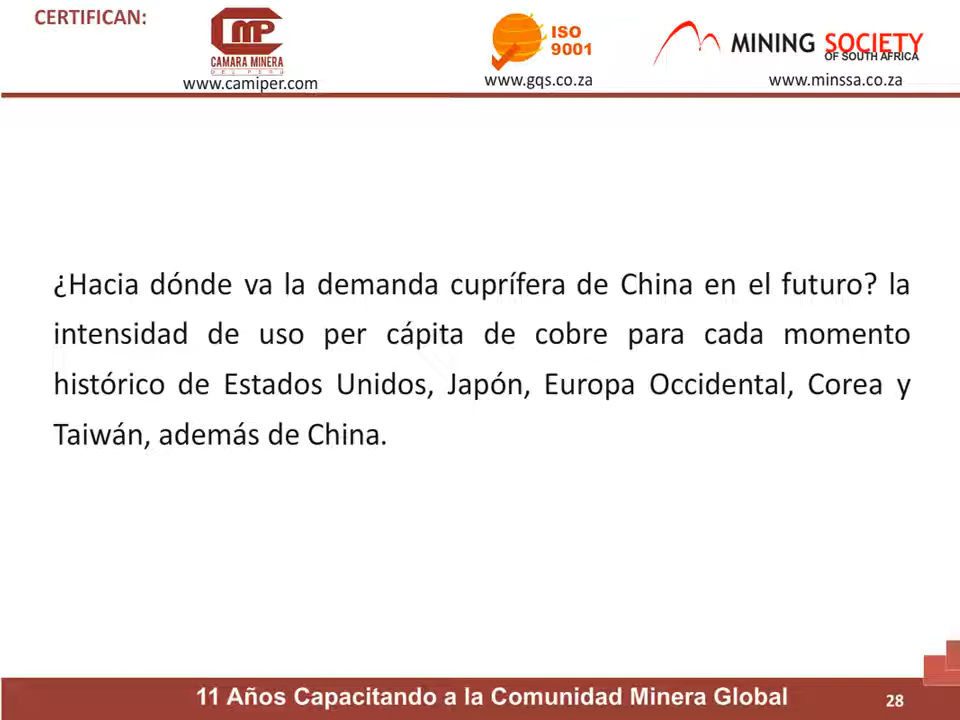 CERTIFICAN:
CMP
CAMARA MINERA
DEL PERU
www.camiper.com
ISO
9001
www.gqs.co.za
MINING SOCIETY
OF SOUTH AFRICA
www.minssa.co.za
¿Hacia dónde va la demanda cuprífera de China en el futuro? la
intensidad de uso per cápita de cobre para cada momento
histórico de Estados Unidos, Japón, Europa Occidental, Corea y
Taiwán, además de China.
11 Años Capacitando a la Comunidad Minera Global
28